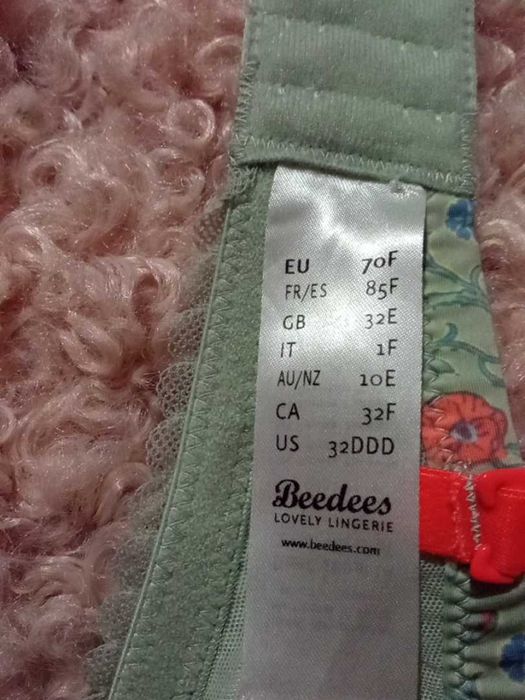 EU 70F
FR/ES 85F
GB 32E
IT 1F
AU/NZ 10E
CA 32F
US 32DDD
Beedees
LOVELY LINGERIE
www.beedees.com